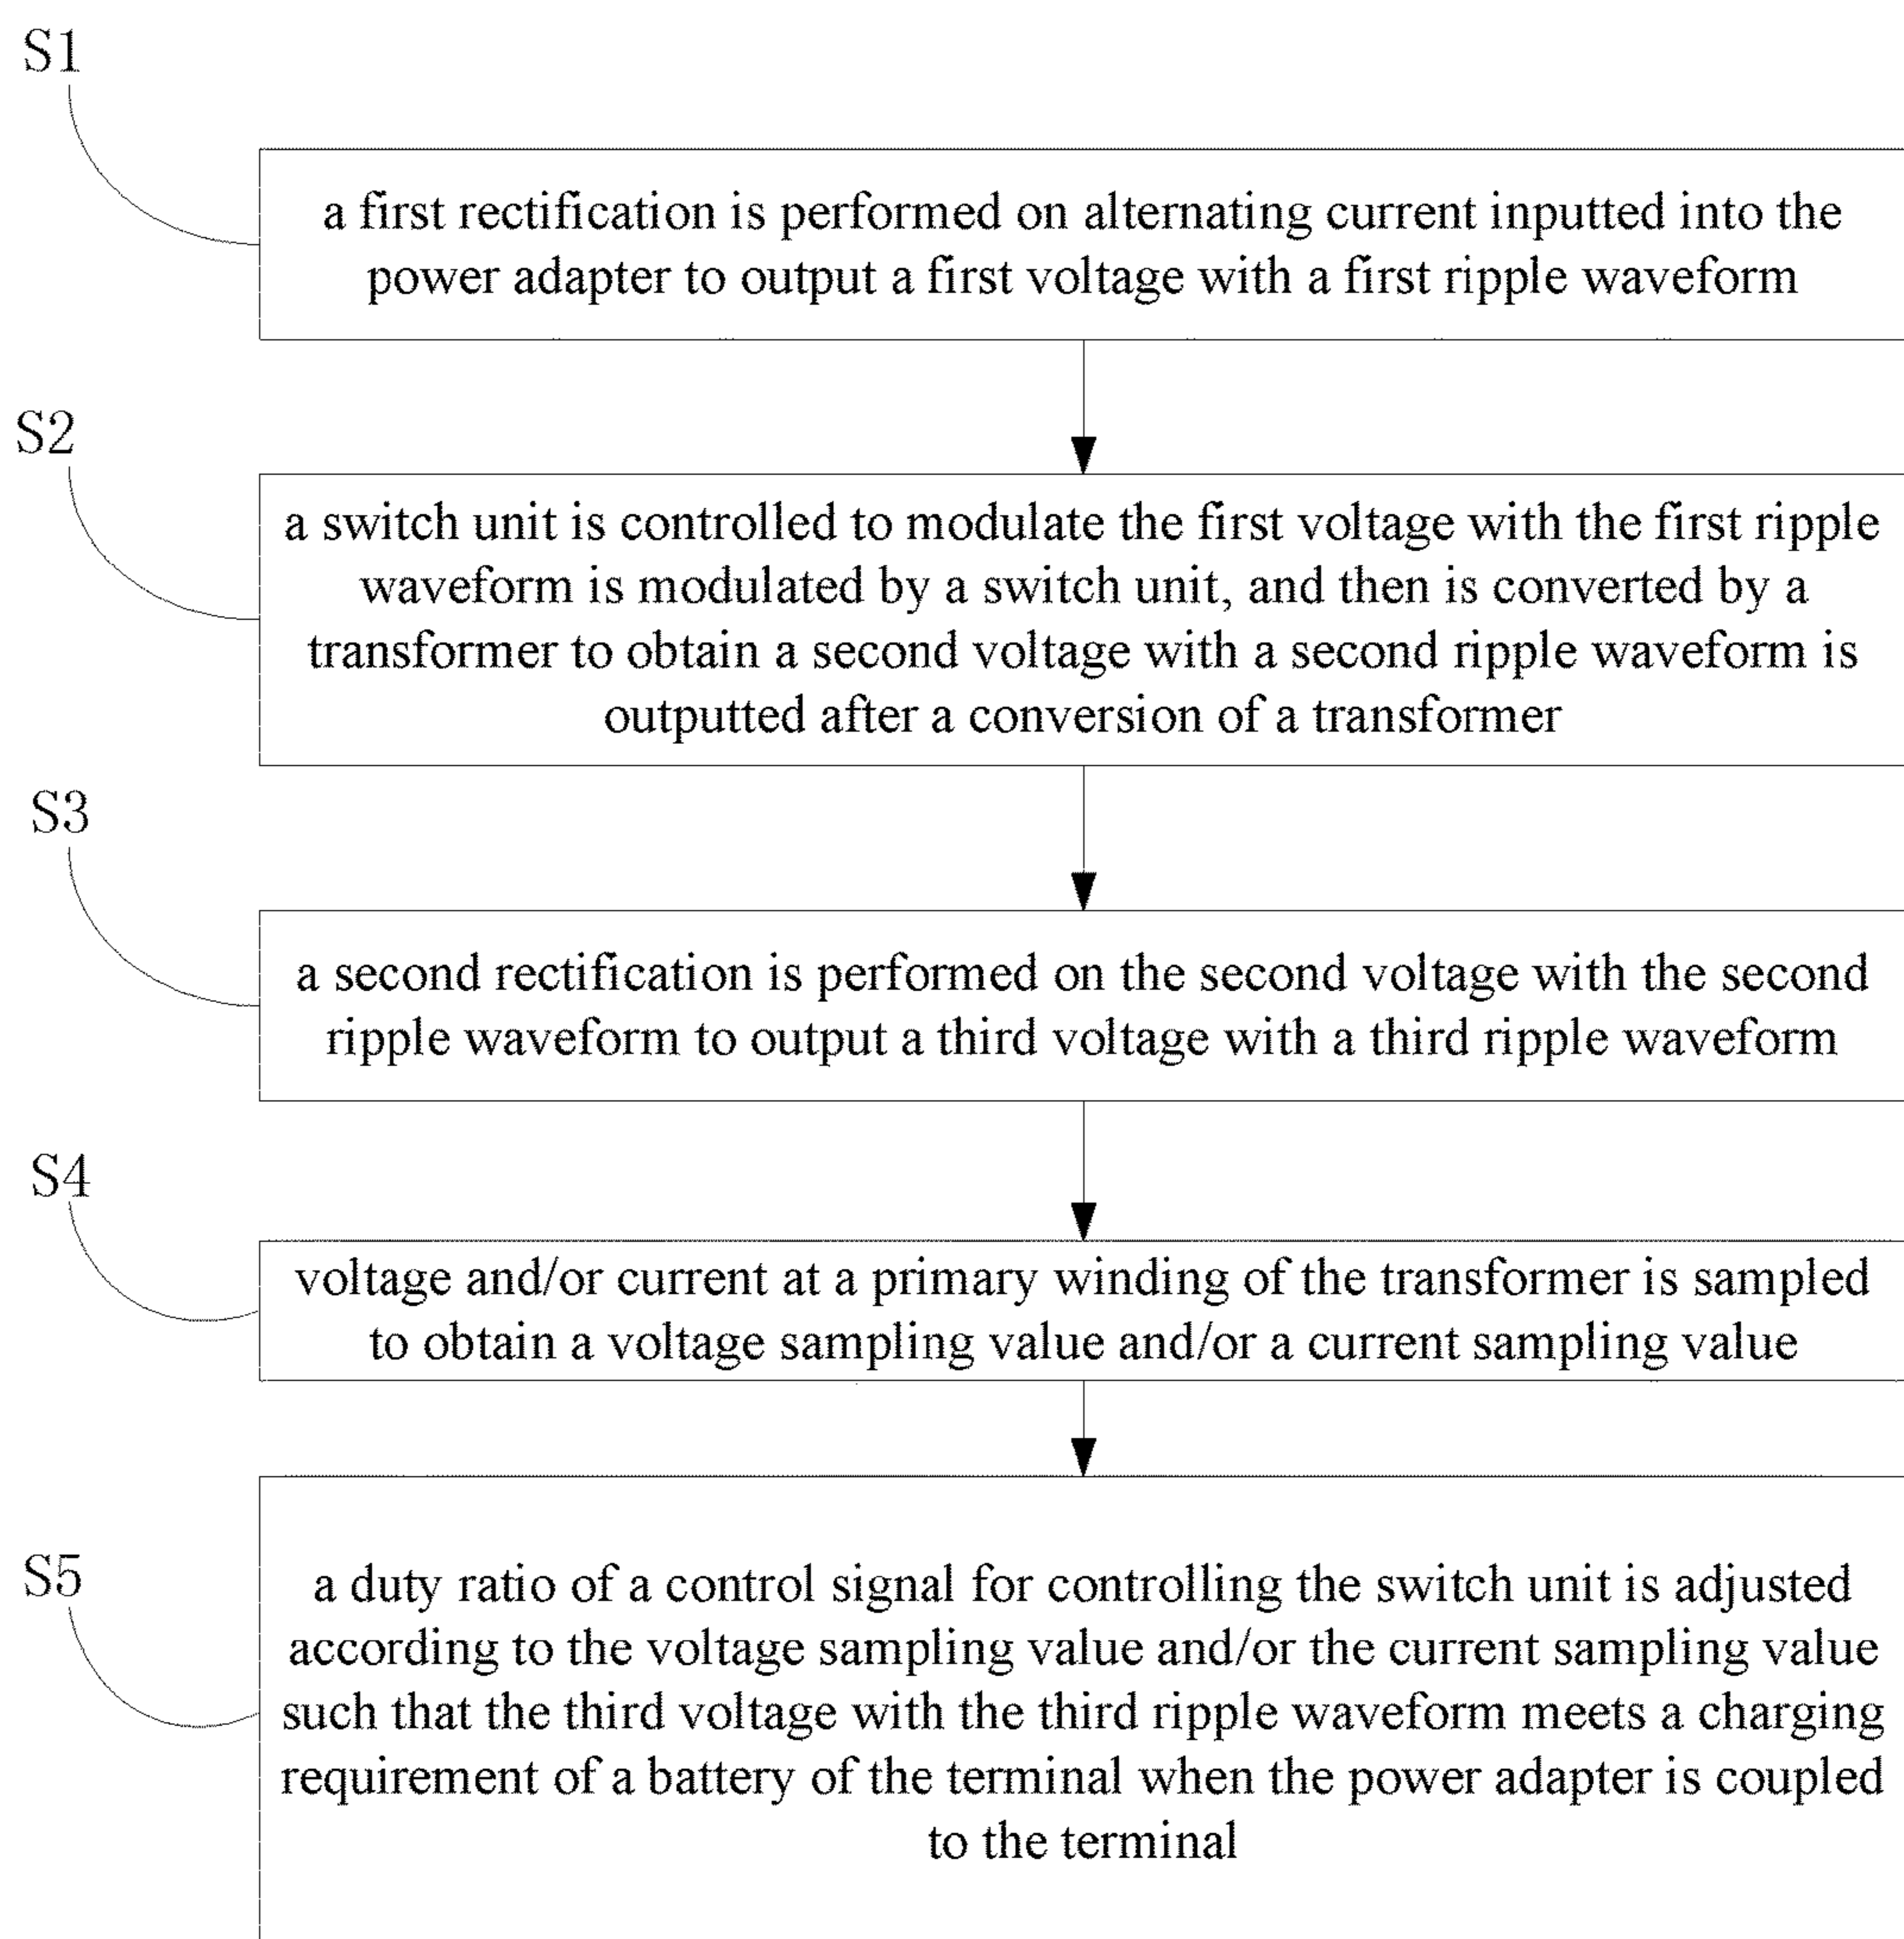 S1
a first rectification is performed on alternating current inputted into the
power adapter to output a first voltage with a first ripple waveform
S2
a switch unit is controlled to modulate the first voltage with the first ripple
waveform is modulated by a switch unit, and then is converted by a
transformer to obtain a second voltage with a second ripple waveform is
outputted after a conversion of a transformer
S3
a second rectification is performed on the second voltage with the second
ripple waveform to output a third voltage with a third ripple waveform
S4
voltage and/or current at a primary winding of the transformer is sampled
to obtain a voltage sampling value and/or a current sampling value
S5
a duty ratio of a control signal for controlling the switch unit is adjusted
according to the voltage sampling value and/or the current sampling value
such that the third voltage with the third ripple waveform meets a charging
requirement of a battery of the terminal when the power adapter is coupled
to the terminal